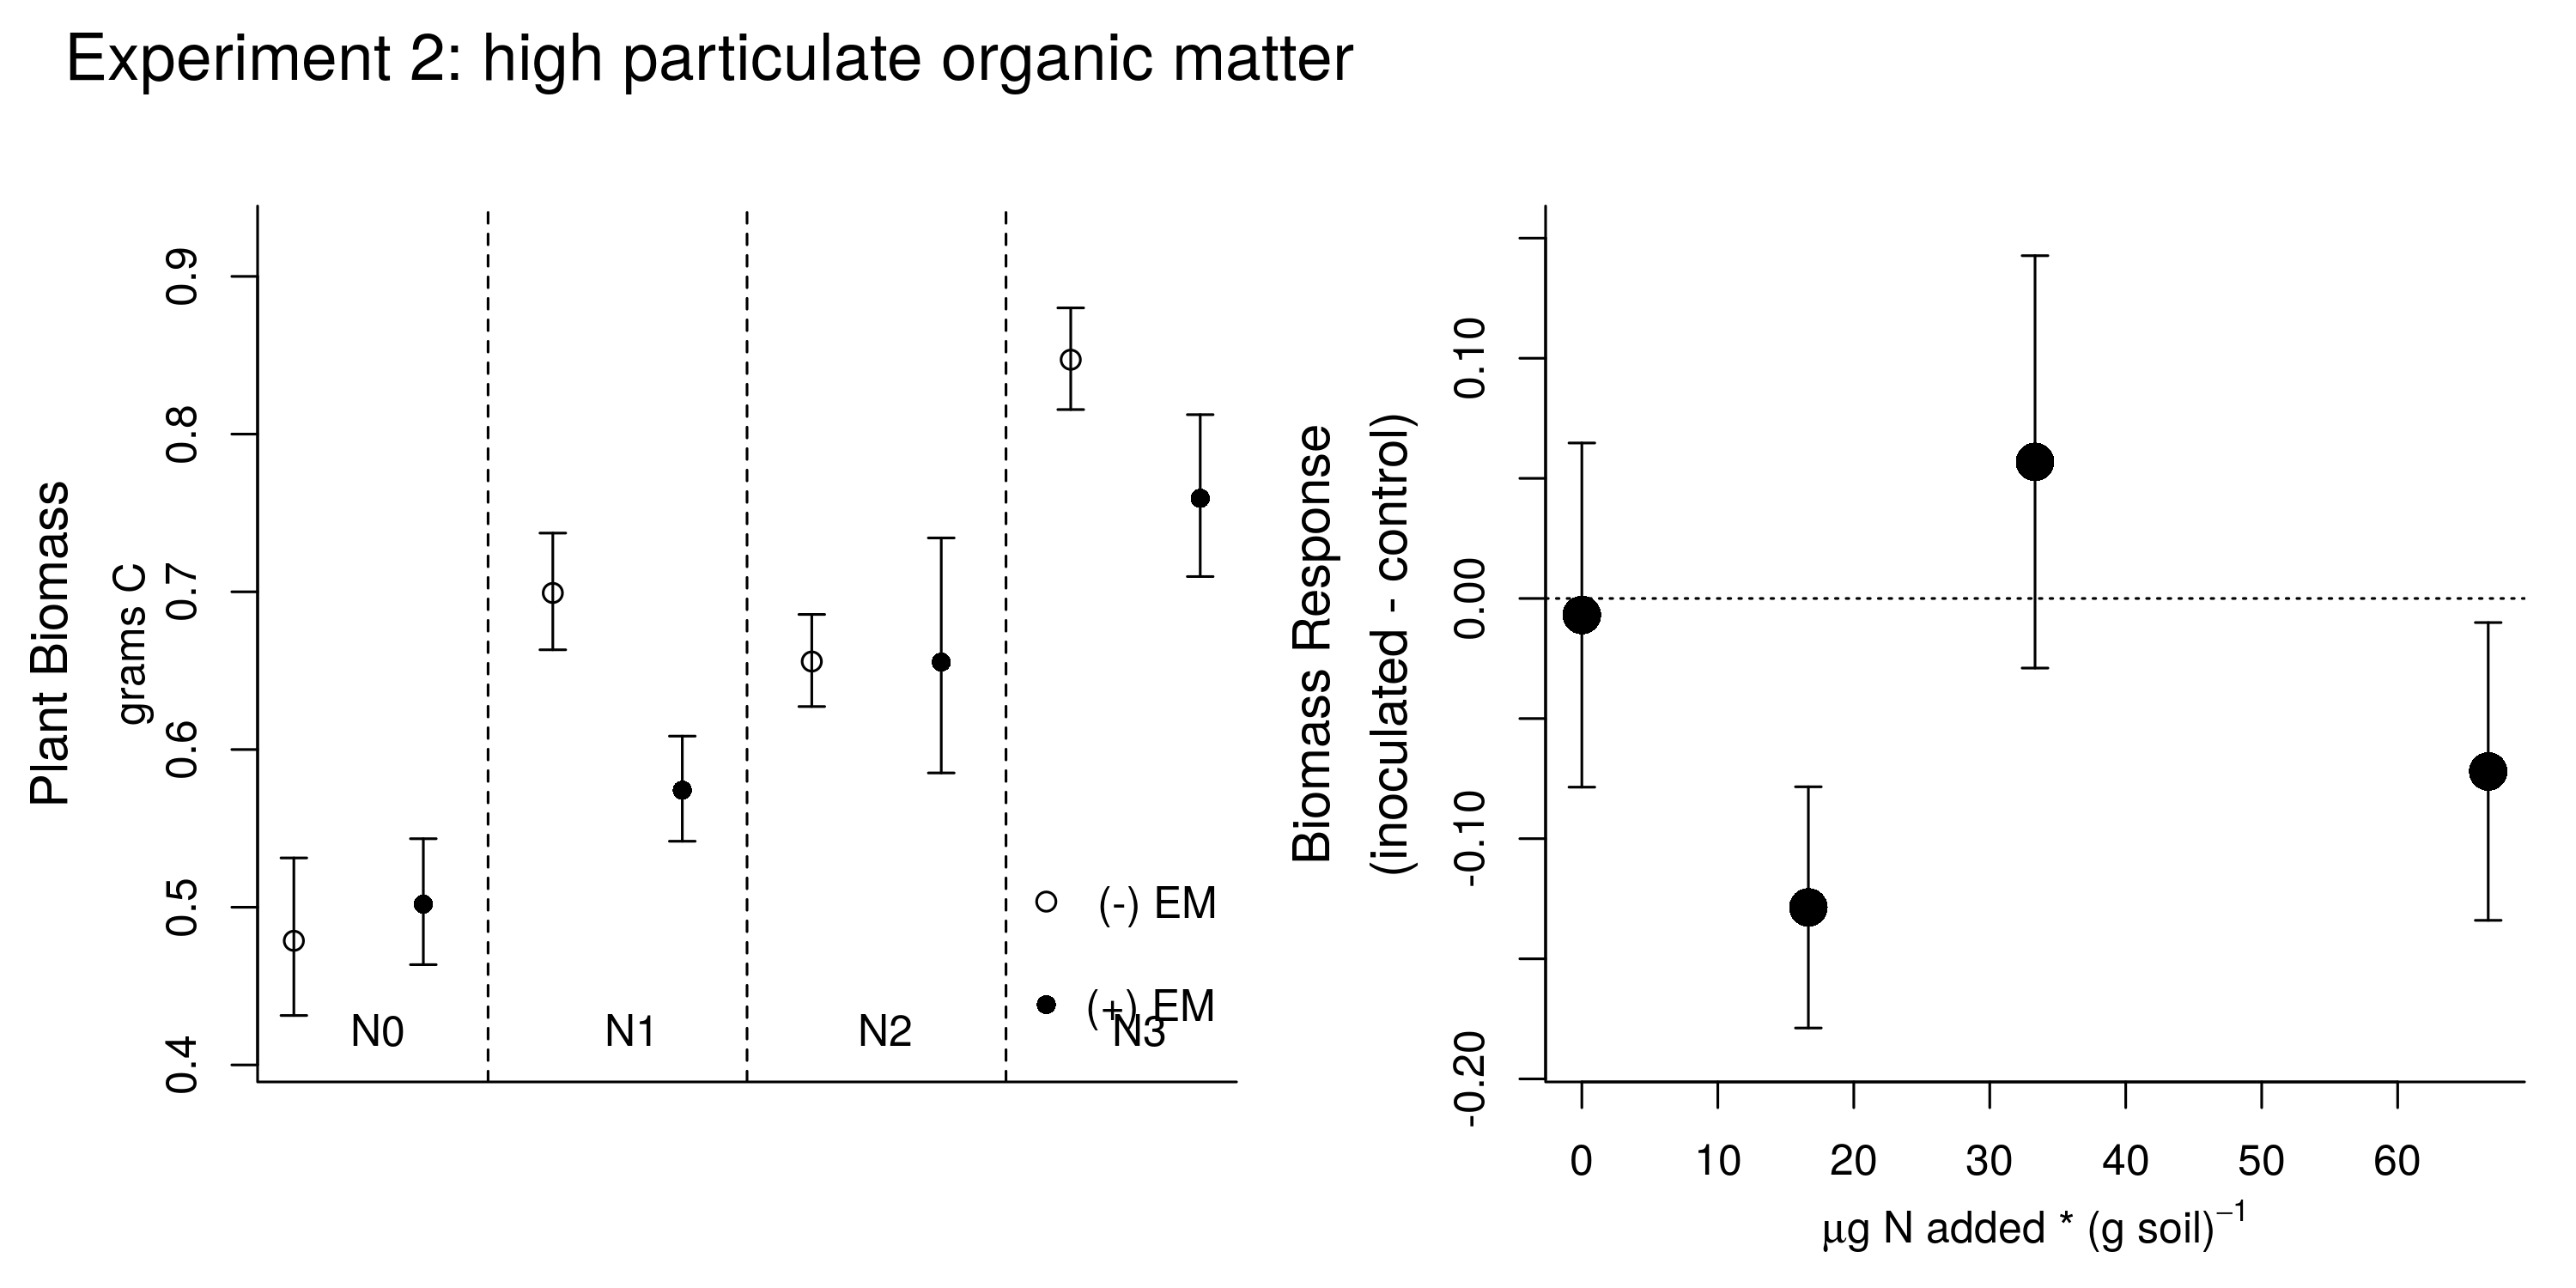 Experiment 2: high particulate organic matter
Plant Biomass
grams C
0.9
0.8
0.7
0.6
0.5
0.4
N0
N1
N2
N3
(-) EM
(+) EM
Biomass Response
(inoculated - control)
0.10
0.00
-0.10
-0.20
0 10 20 30 40 50 60
μg N added * (g soil)⁻¹